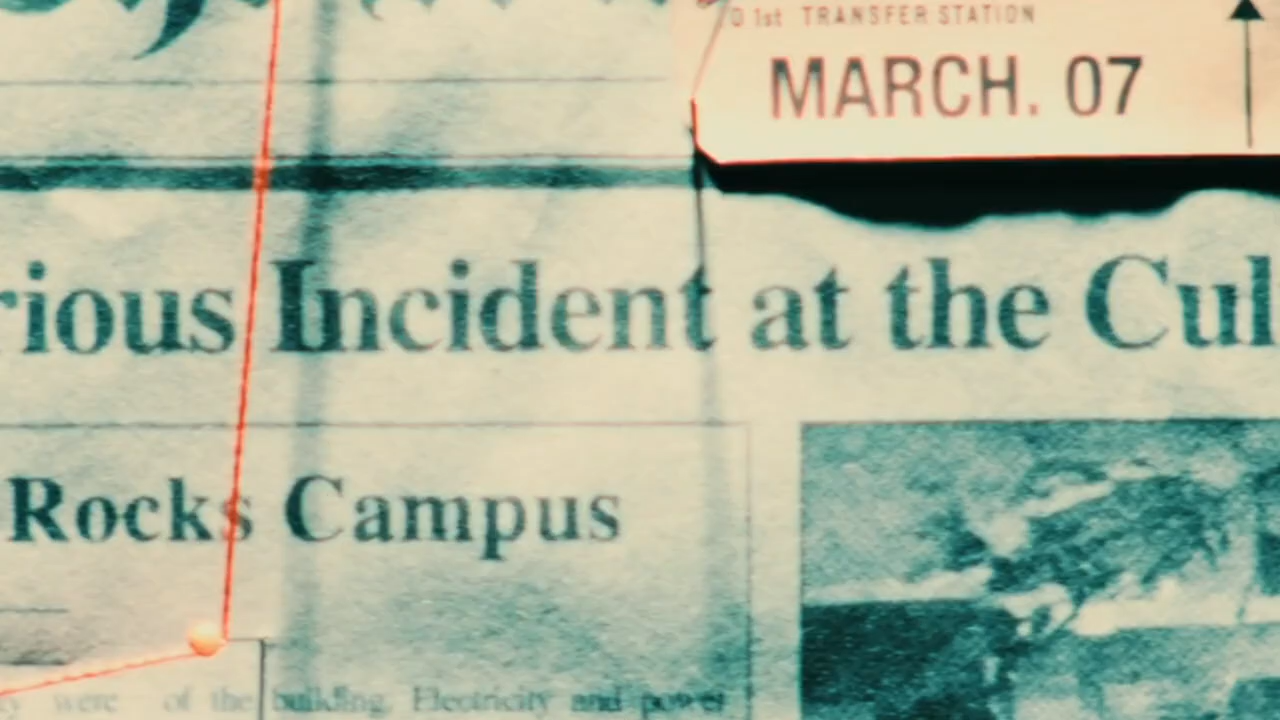 1st TRANSFER STATION
MARCH. 07
rious Incident at the Cul
Rocks Campus
were of the building. Electricity and power